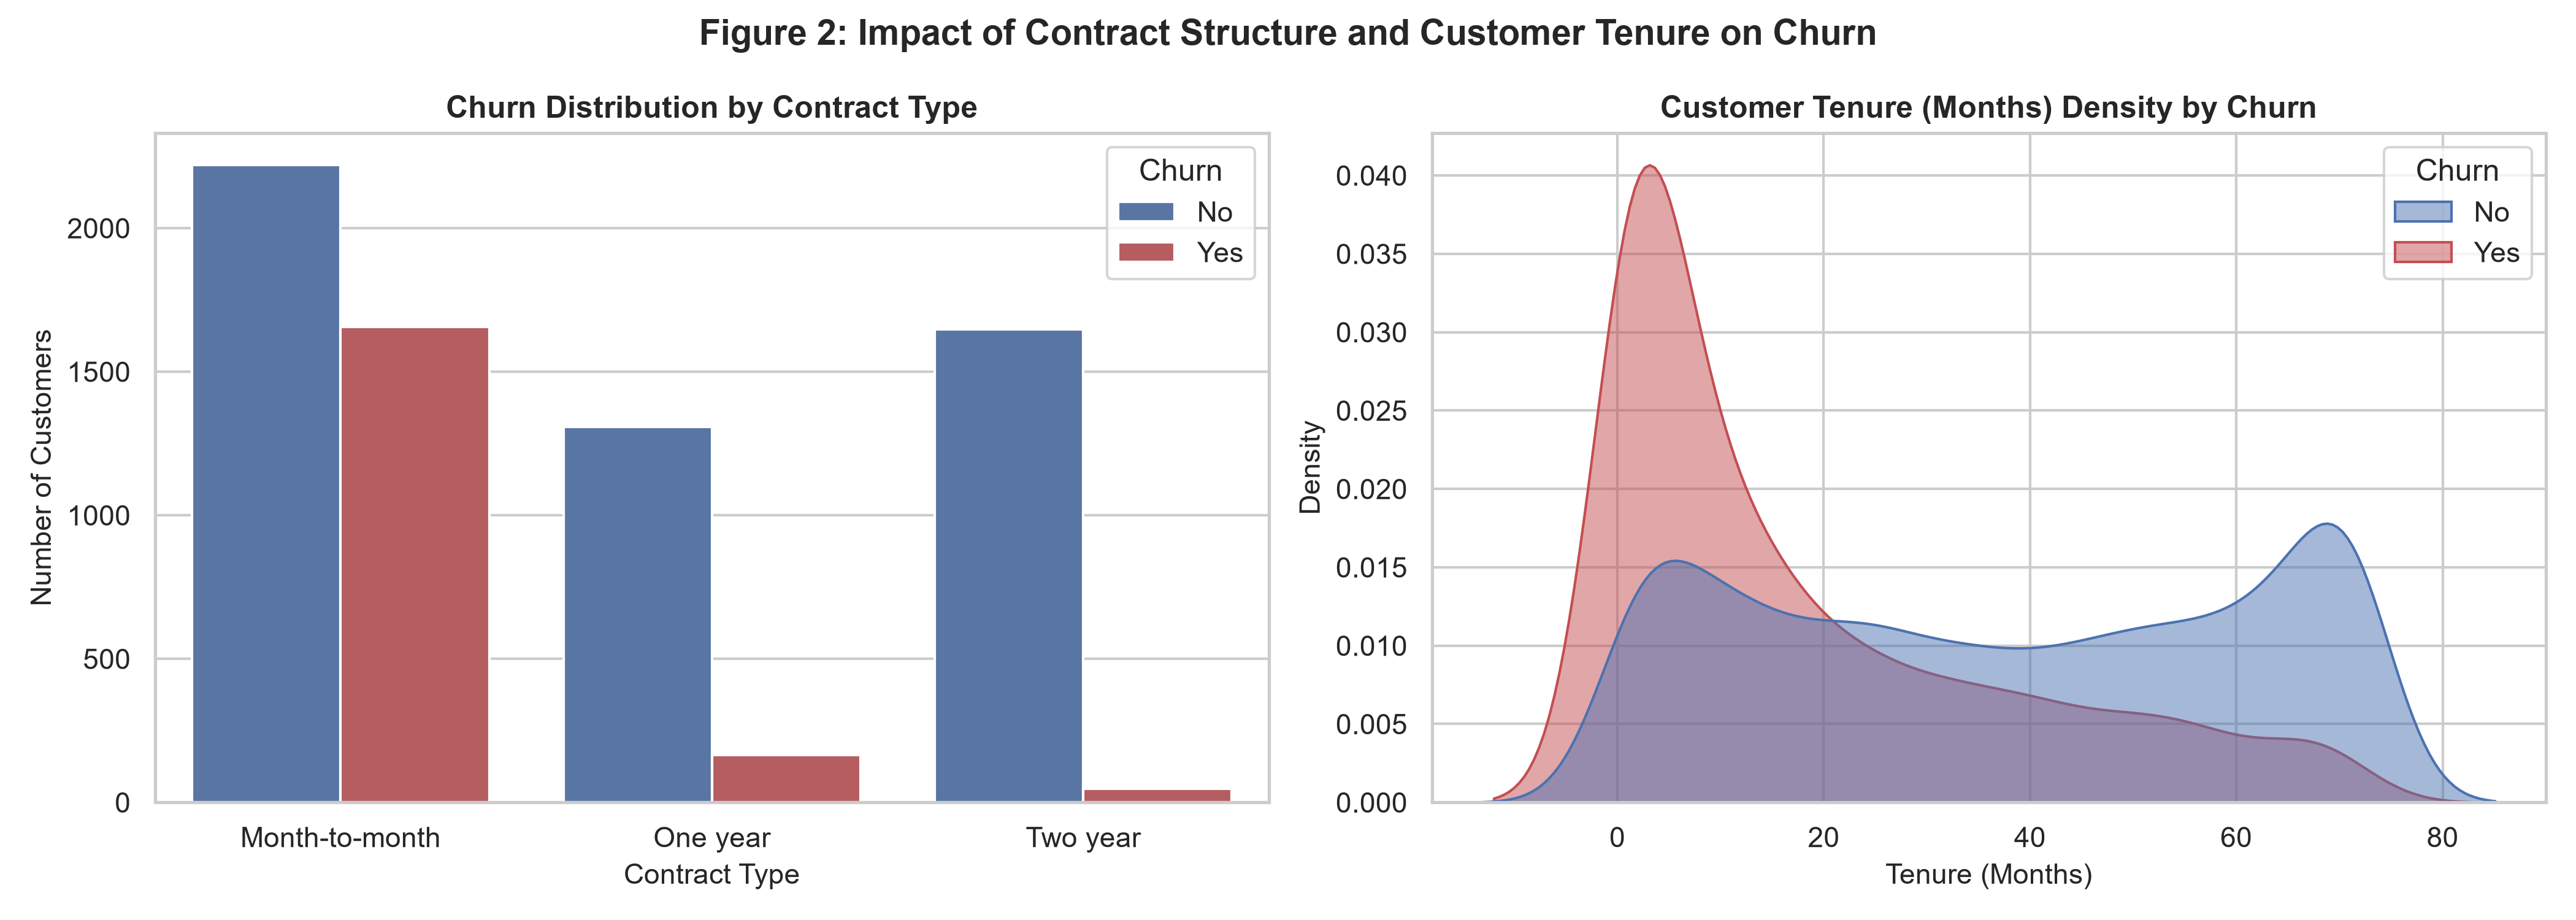 Figure 2: Impact of Contract Structure and Customer Tenure on Churn
Churn Distribution by Contract Type
Number of Customers
2000
1500
1000
500
0
Churn
No
Yes
Month-to-month
One year
Two year
Contract Type
Customer Tenure (Months) Density by Churn
Density
0.040
0.035
0.030
0.025
0.020
0.015
0.010
0.005
0.000
Churn
No
Yes
0
20
40
60
80
Tenure (Months)